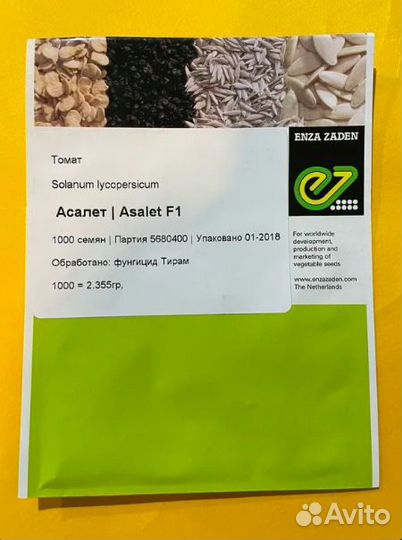 ENZA ZADEN
Томат
Solanum lycopersicum
Асалет | Asalet F1
1000 семян | Партия 5680400 | Упаковано 01-2018
Обработано: фунгицид Тирам
1000 = 2.355гр,
For worldwide
development,
production and
marketing of
vegetable seeds
www.enzazaden.com
The Netherlands
Avito